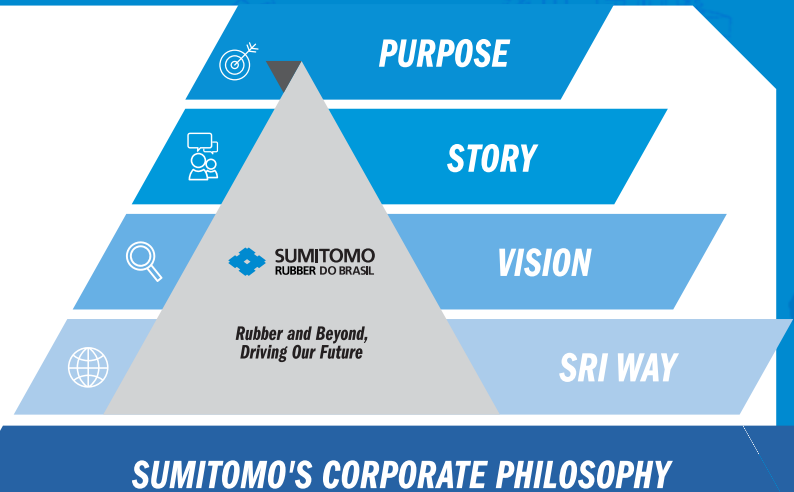 PURPOSE
STORY
VISION
SUMITOMO
RUBBER DO BRASIL
Rubber and Beyond,
Driving Our Future
SRI WAY
SUMITOMO'S CORPORATE PHILOSOPHY